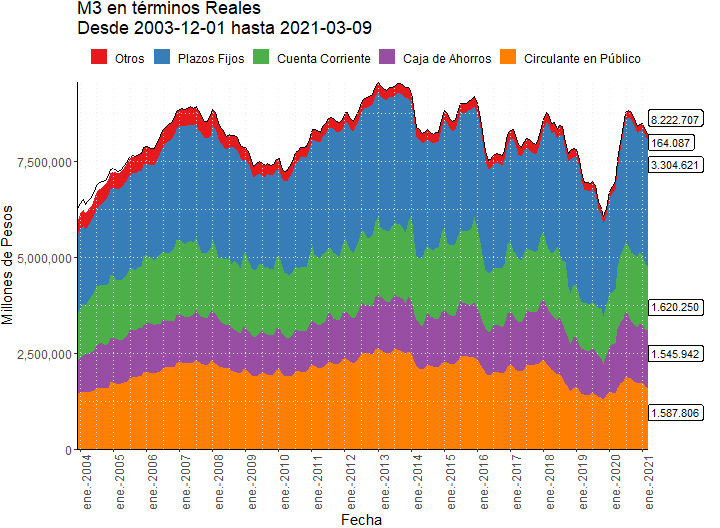 M3 en términos Reales
Desde 2003-12-01 hasta 2021-03-09
Otros Plazos Fijos Cuenta Corriente Caja de Ahorros Circulante en Público
Millones de Pesos
7,500,000
5,000,000
2,500,000
0
8.222.707
164.087
3.304.621
1.620.250
1.545.942
1.587.806
ene.-2004 ene.-2005 ene.-2006 ene.-2007 ene.-2008 ene.-2009 ene.-2010 ene.-2011 ene.-2012 ene.-2013 ene.-2014 ene.-2015 ene.-2016 ene.-2017 ene.-2018 ene.-2019 ene.-2020 ene.-2021
Fecha